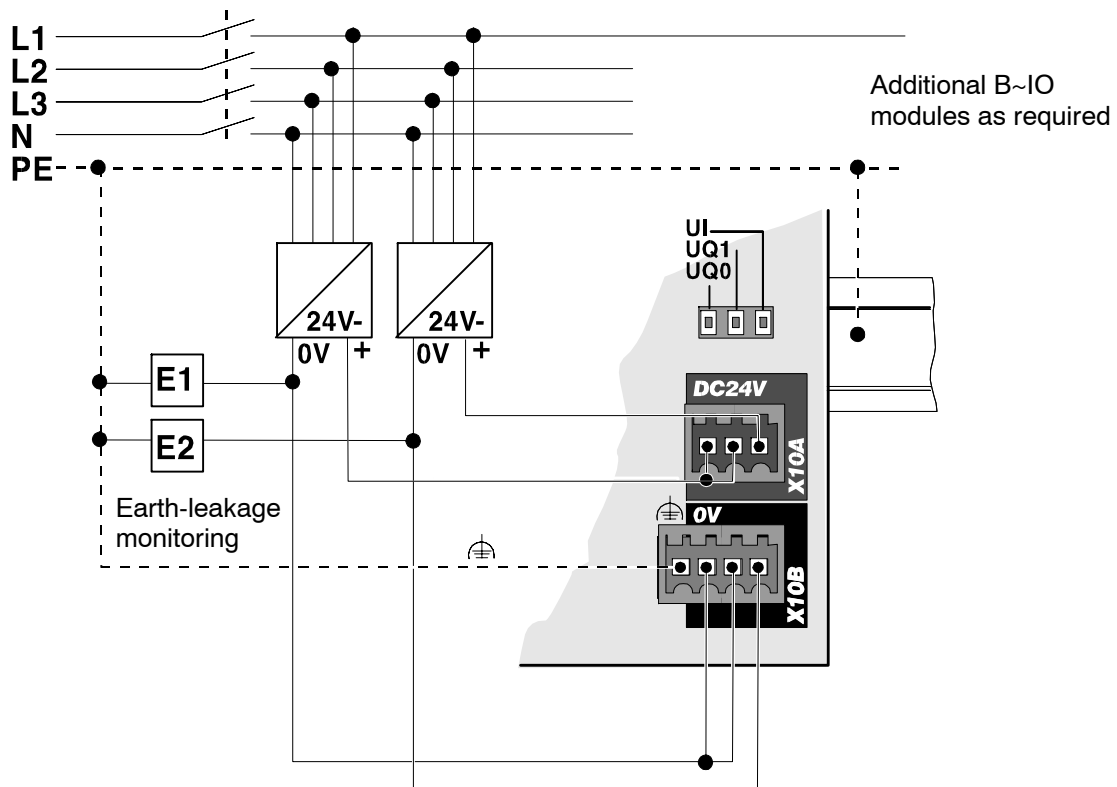 L1
L2
L3
N
PE
Additional B~IO
modules as required
UI
UQ1
UQ0
24V-
24V-
0V +
0V +
E1
E2
DC24V
X10A
Earth-leakage
monitoring
0V
X10B